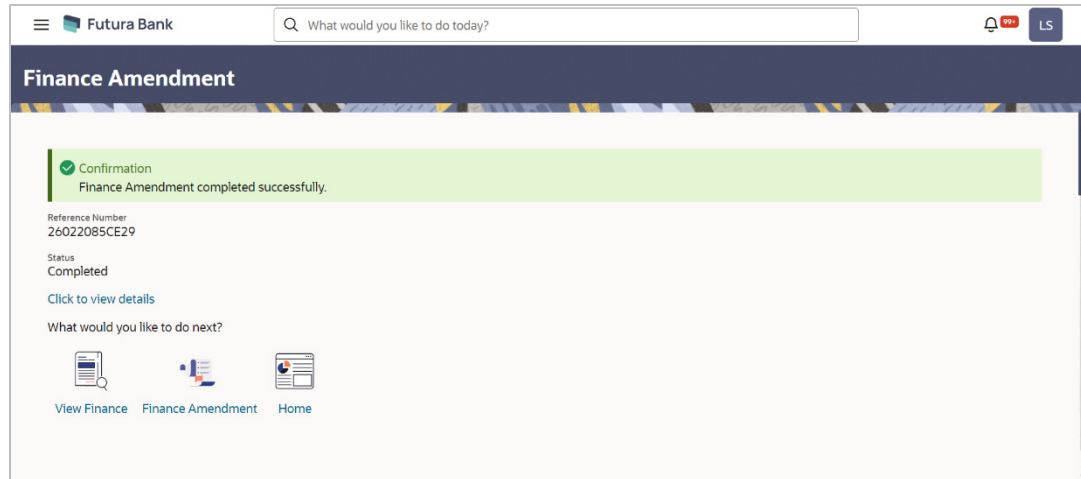 Futura Bank
What would you like to do today?
99+
LS
Finance Amendment
Confirmation
Finance Amendment completed successfully.
Reference Number
26022085CE29
Status
Completed
Click to view details
What would you like to do next?
View Finance Finance Amendment Home